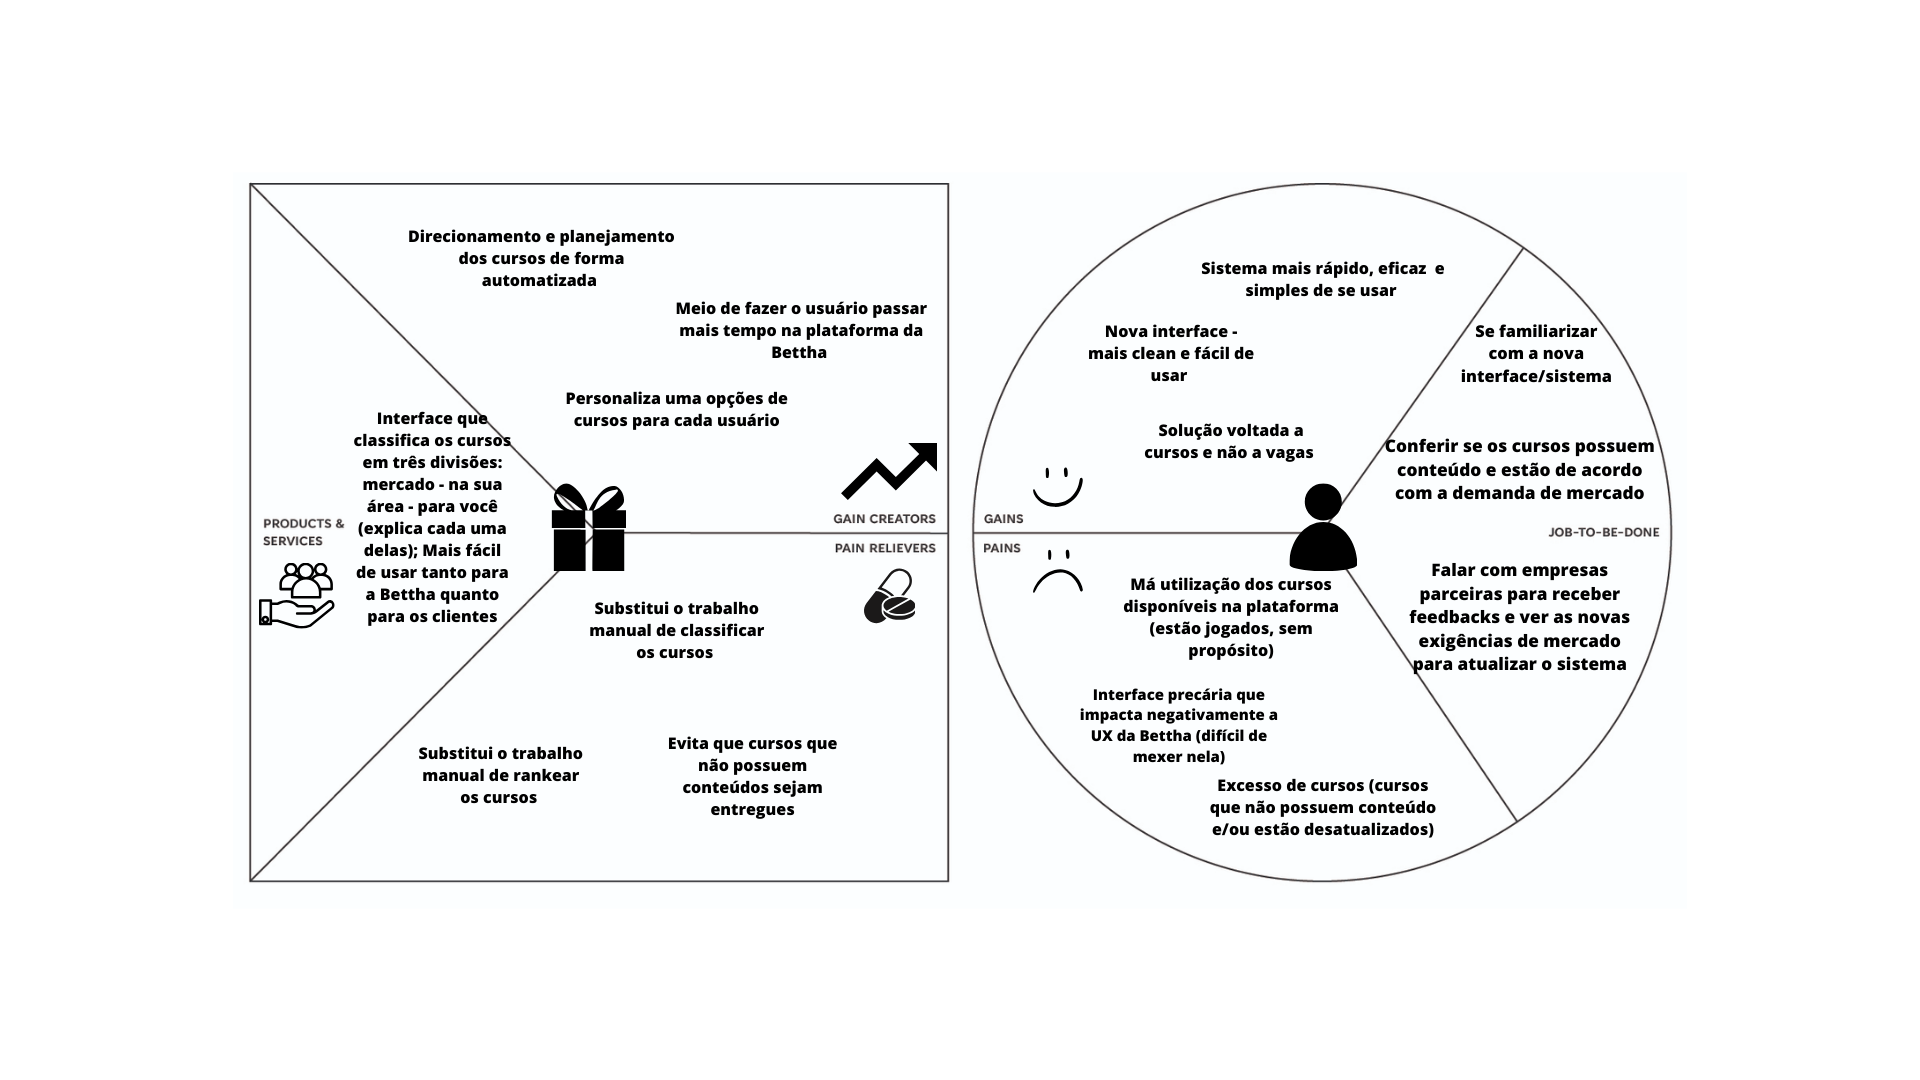 Direcionamento e planejamento
dos cursos de forma
automatizada
Meio de fazer o usuário passar
mais tempo na plataforma da
Bettha
Personaliza uma opções de
cursos para cada usuário
GAIN CREATORS
PRODUCTS &
SERVICES
Interface que
classifica os cursos
em três divisões:
mercado - na sua
área - para você
(explica cada uma
delas); Mais fácil
de usar tanto para
a Bettha quanto
para os clientes
PAIN RELIEVERS
Substitui o trabalho
manual de classificar
os cursos
Substitui o trabalho
manual de rankear
os cursos
Evita que cursos que
não possuem
conteúdos sejam
entregues
Sistema mais rápido, eficaz  e
simples de se usar
Nova interface -
mais clean e fácil de
usar
Solução voltada a
cursos e não a vagas
GAINS
PAINS
Má utilização dos cursos
disponíveis na plataforma
(estão jogados, sem
propósito)
Interface precária que
impacta negativamente a
UX da Bettha (difícil de
mexer nela)
Excesso de cursos (cursos
que não possuem conteúdo
e/ou estão desatualizados)
Se familiarizar
com a nova
interface/sistema
Conferir se os cursos possuem
conteúdo e estão de acordo
com a demanda de mercado
JOB-TO-BE-DONE
Falar com empresas
parceiras para receber
feedbacks e ver as novas
exigências de mercado
para atualizar o sistema